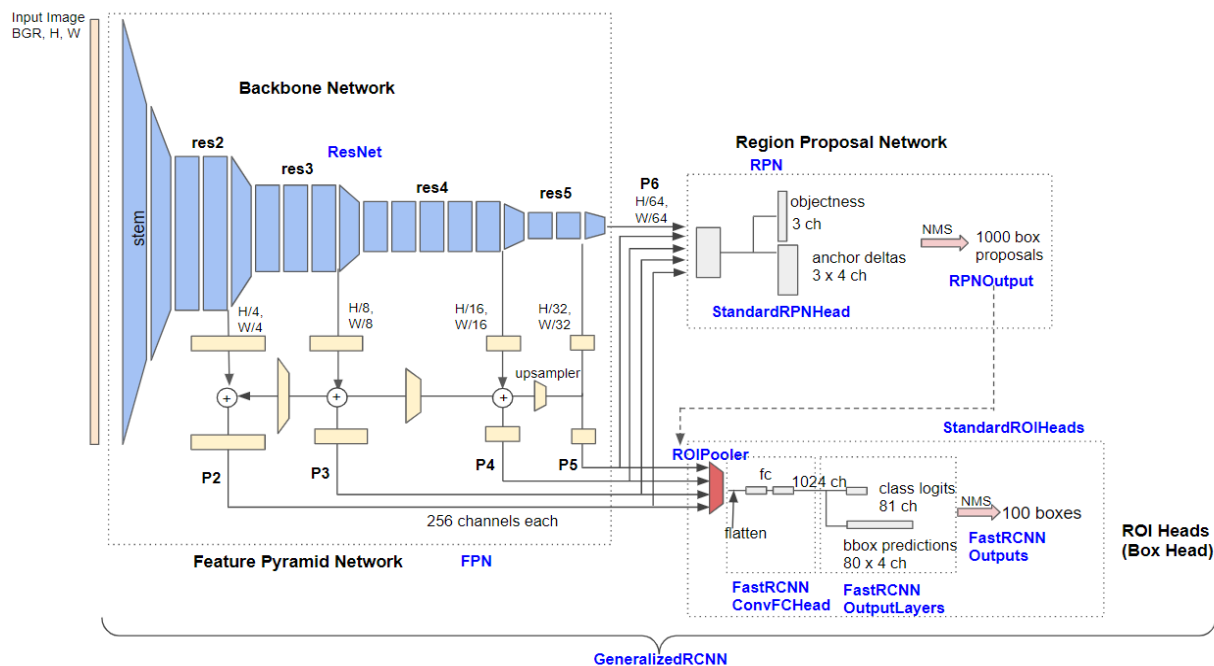 Input Image
BGR, H, W
Backbone Network
res2
ResNet
res3
res4
res5
stem
P6
H/64,
W/64
Region Proposal Network
RPN
objectness
3 ch
anchor deltas
3 x 4 ch
StandardRPNHead
NMS
1000 box
proposals
RPNOutput
H/4,
W/4
H/8,
W/8
H/16,
W/16
H/32,
W/32
upsampler
+
+
+
P2
P3
P4
P5
256 channels each
Feature Pyramid Network
FPN
StandardROIHeads
ROIPooler
fc
1024 ch
flatten
class logits
81 ch
bbox predictions
80 x 4 ch
NMS
100 boxes
FastRCNN
Outputs
FastRCNN
ConvFCHead
FastRCNN
OutputLayers
ROI Heads
(Box Head)
GeneralizedRCNN